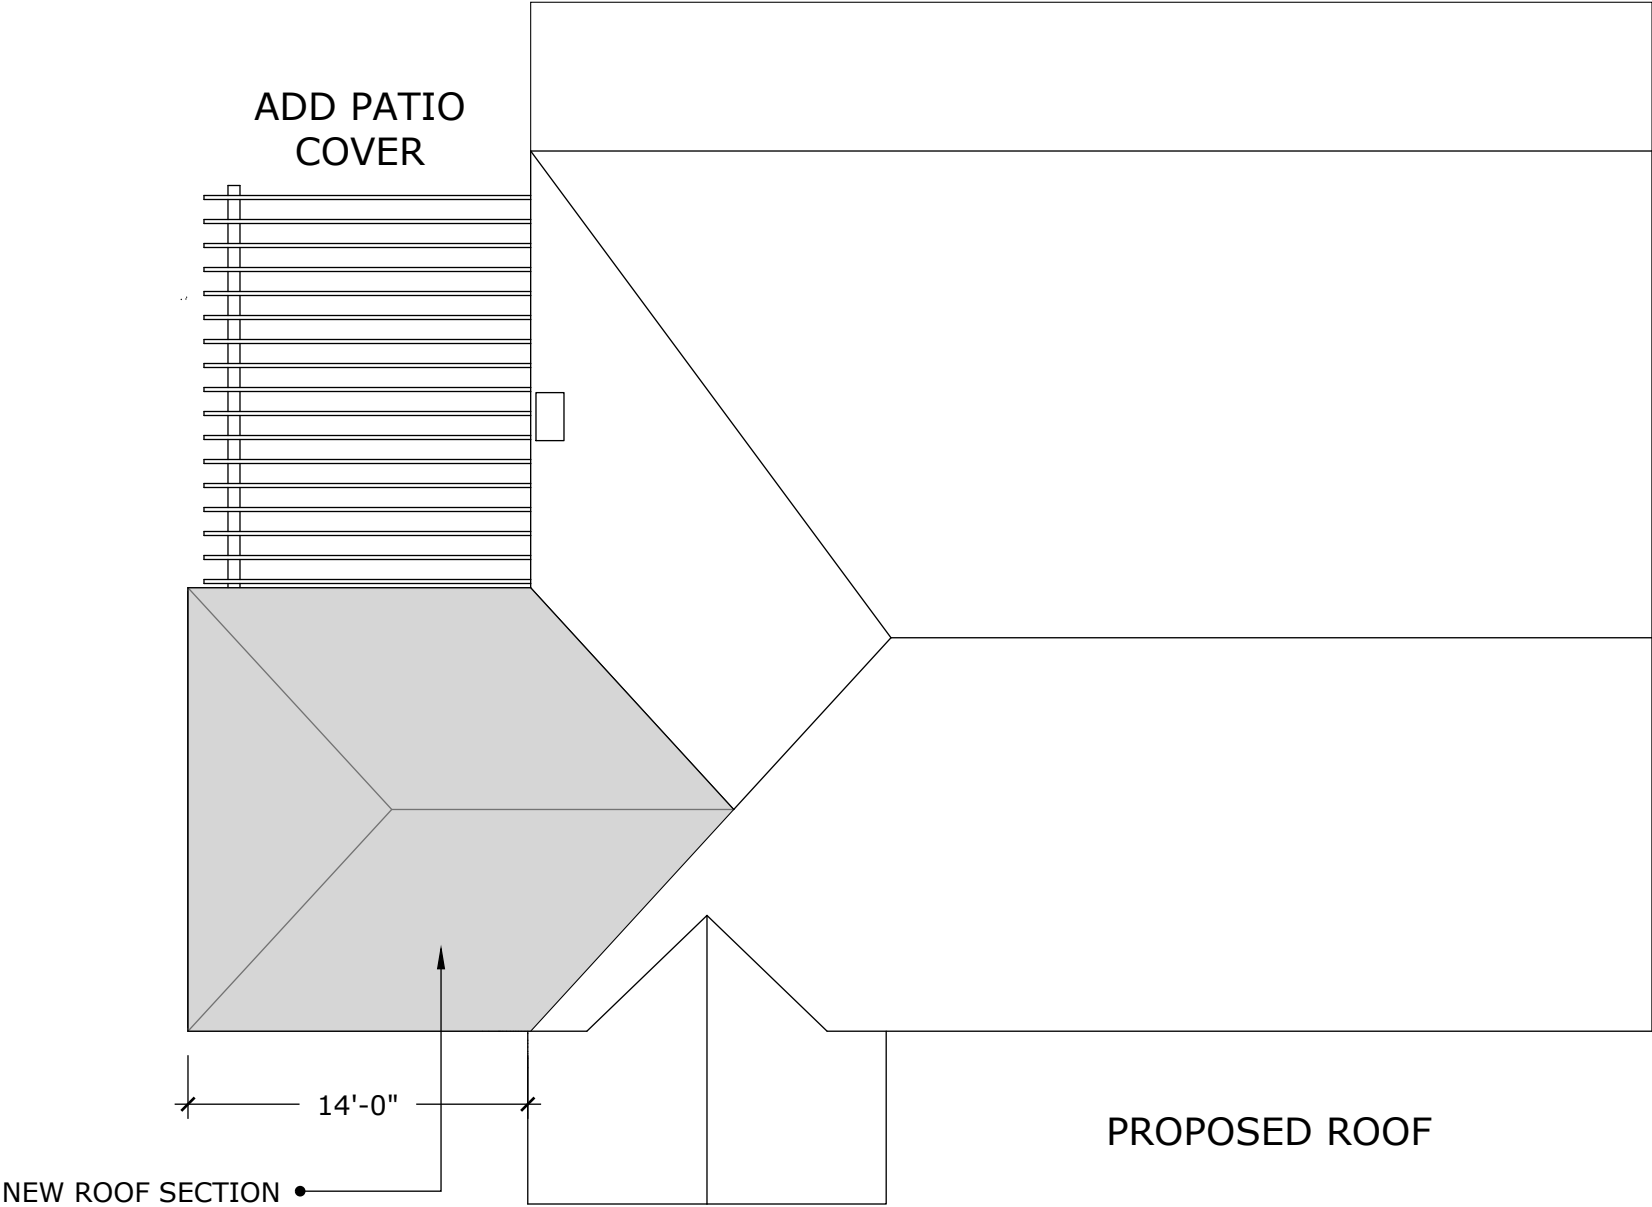 ADD PATIO
COVER
14'-0"
PROPOSED ROOF
NEW ROOF SECTION